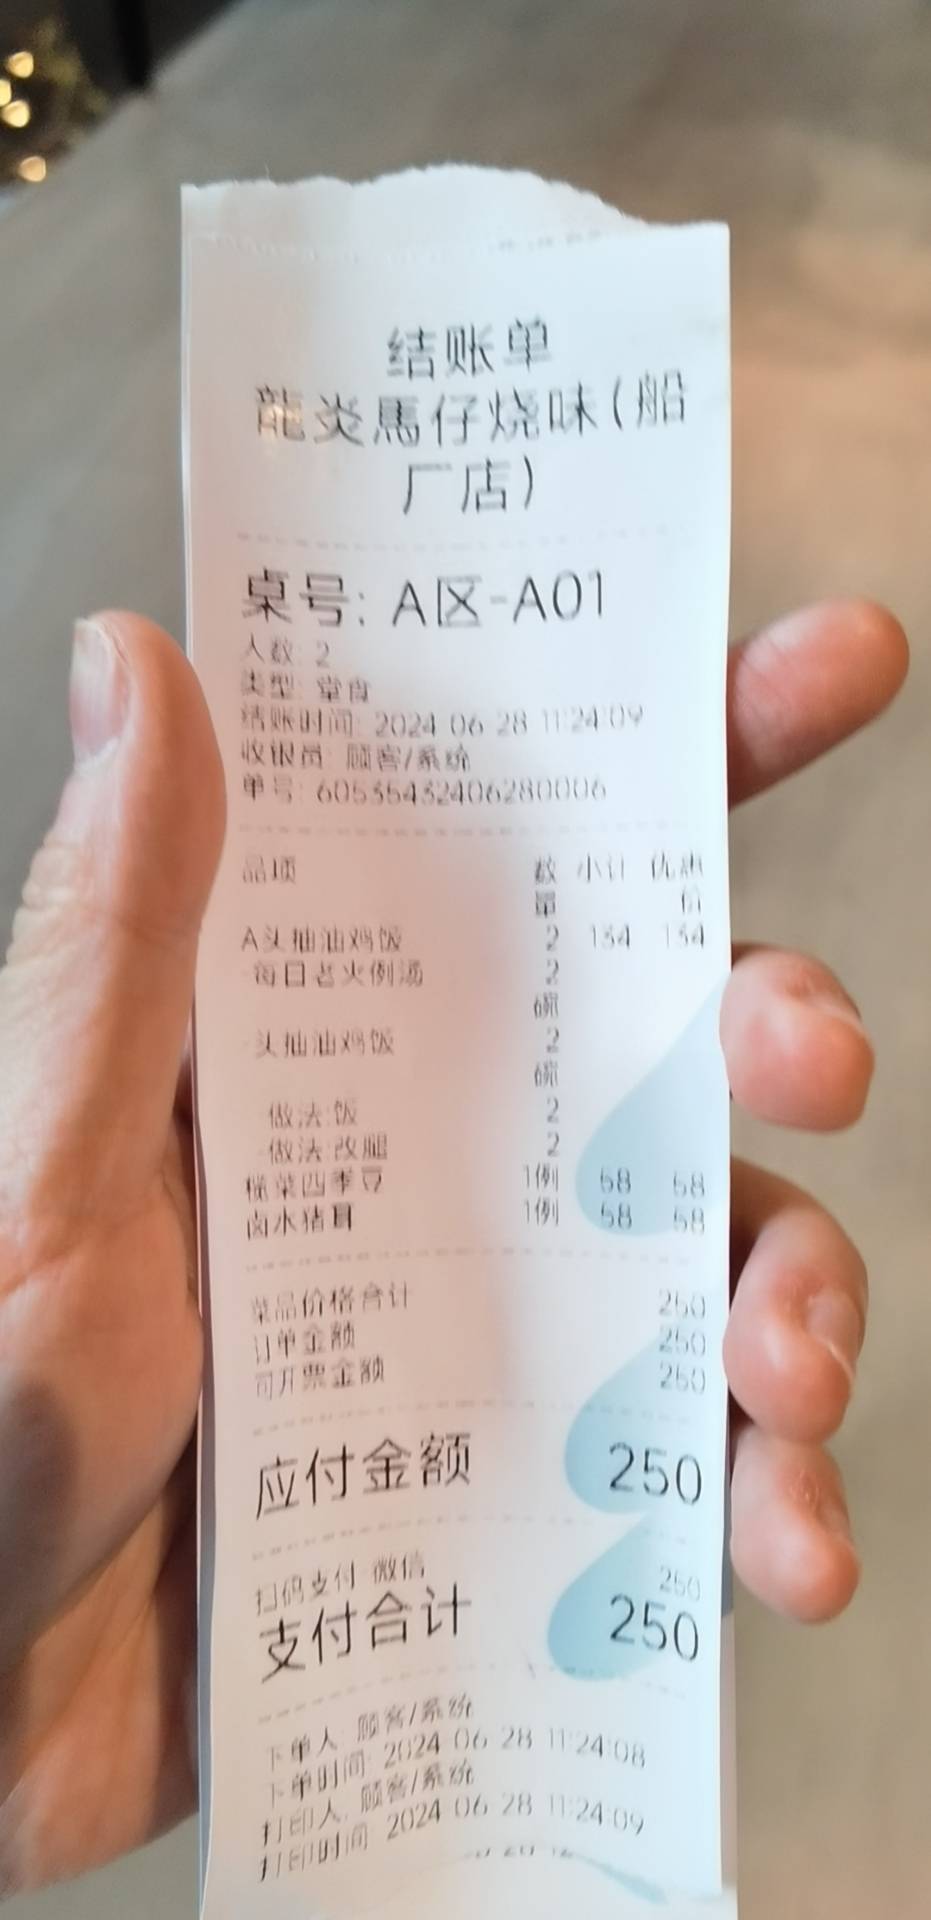 结账单
龍炎馬仔烧味(船
厂店)
桌号: A区-A01
人数: 2
类型: 堂食
结账时间: 2024 06 28 11:24:09
收银员: 顾客/系统
单号: 60535432406280006
品项 数 小计 优惠
量 价
A头抽油鸡饭 2 134 134
-每日老火例汤 2
碗
-头抽油鸡饭 2
碗
做法:饭 2
-做法:改腿 2
榄菜四季豆 1例 58 58
卤水猪耳 1例 58 58
菜品价格合计 250
订单金额 250
可开票金额 250
应付金额 250
扫码支付 微信 250
支付合计 250
下单人: 顾客/系统
下单时间: 2024 06 28 11:24:08
打印人: 顾客/系统
打印时间: 2024 06 28 11:24:09